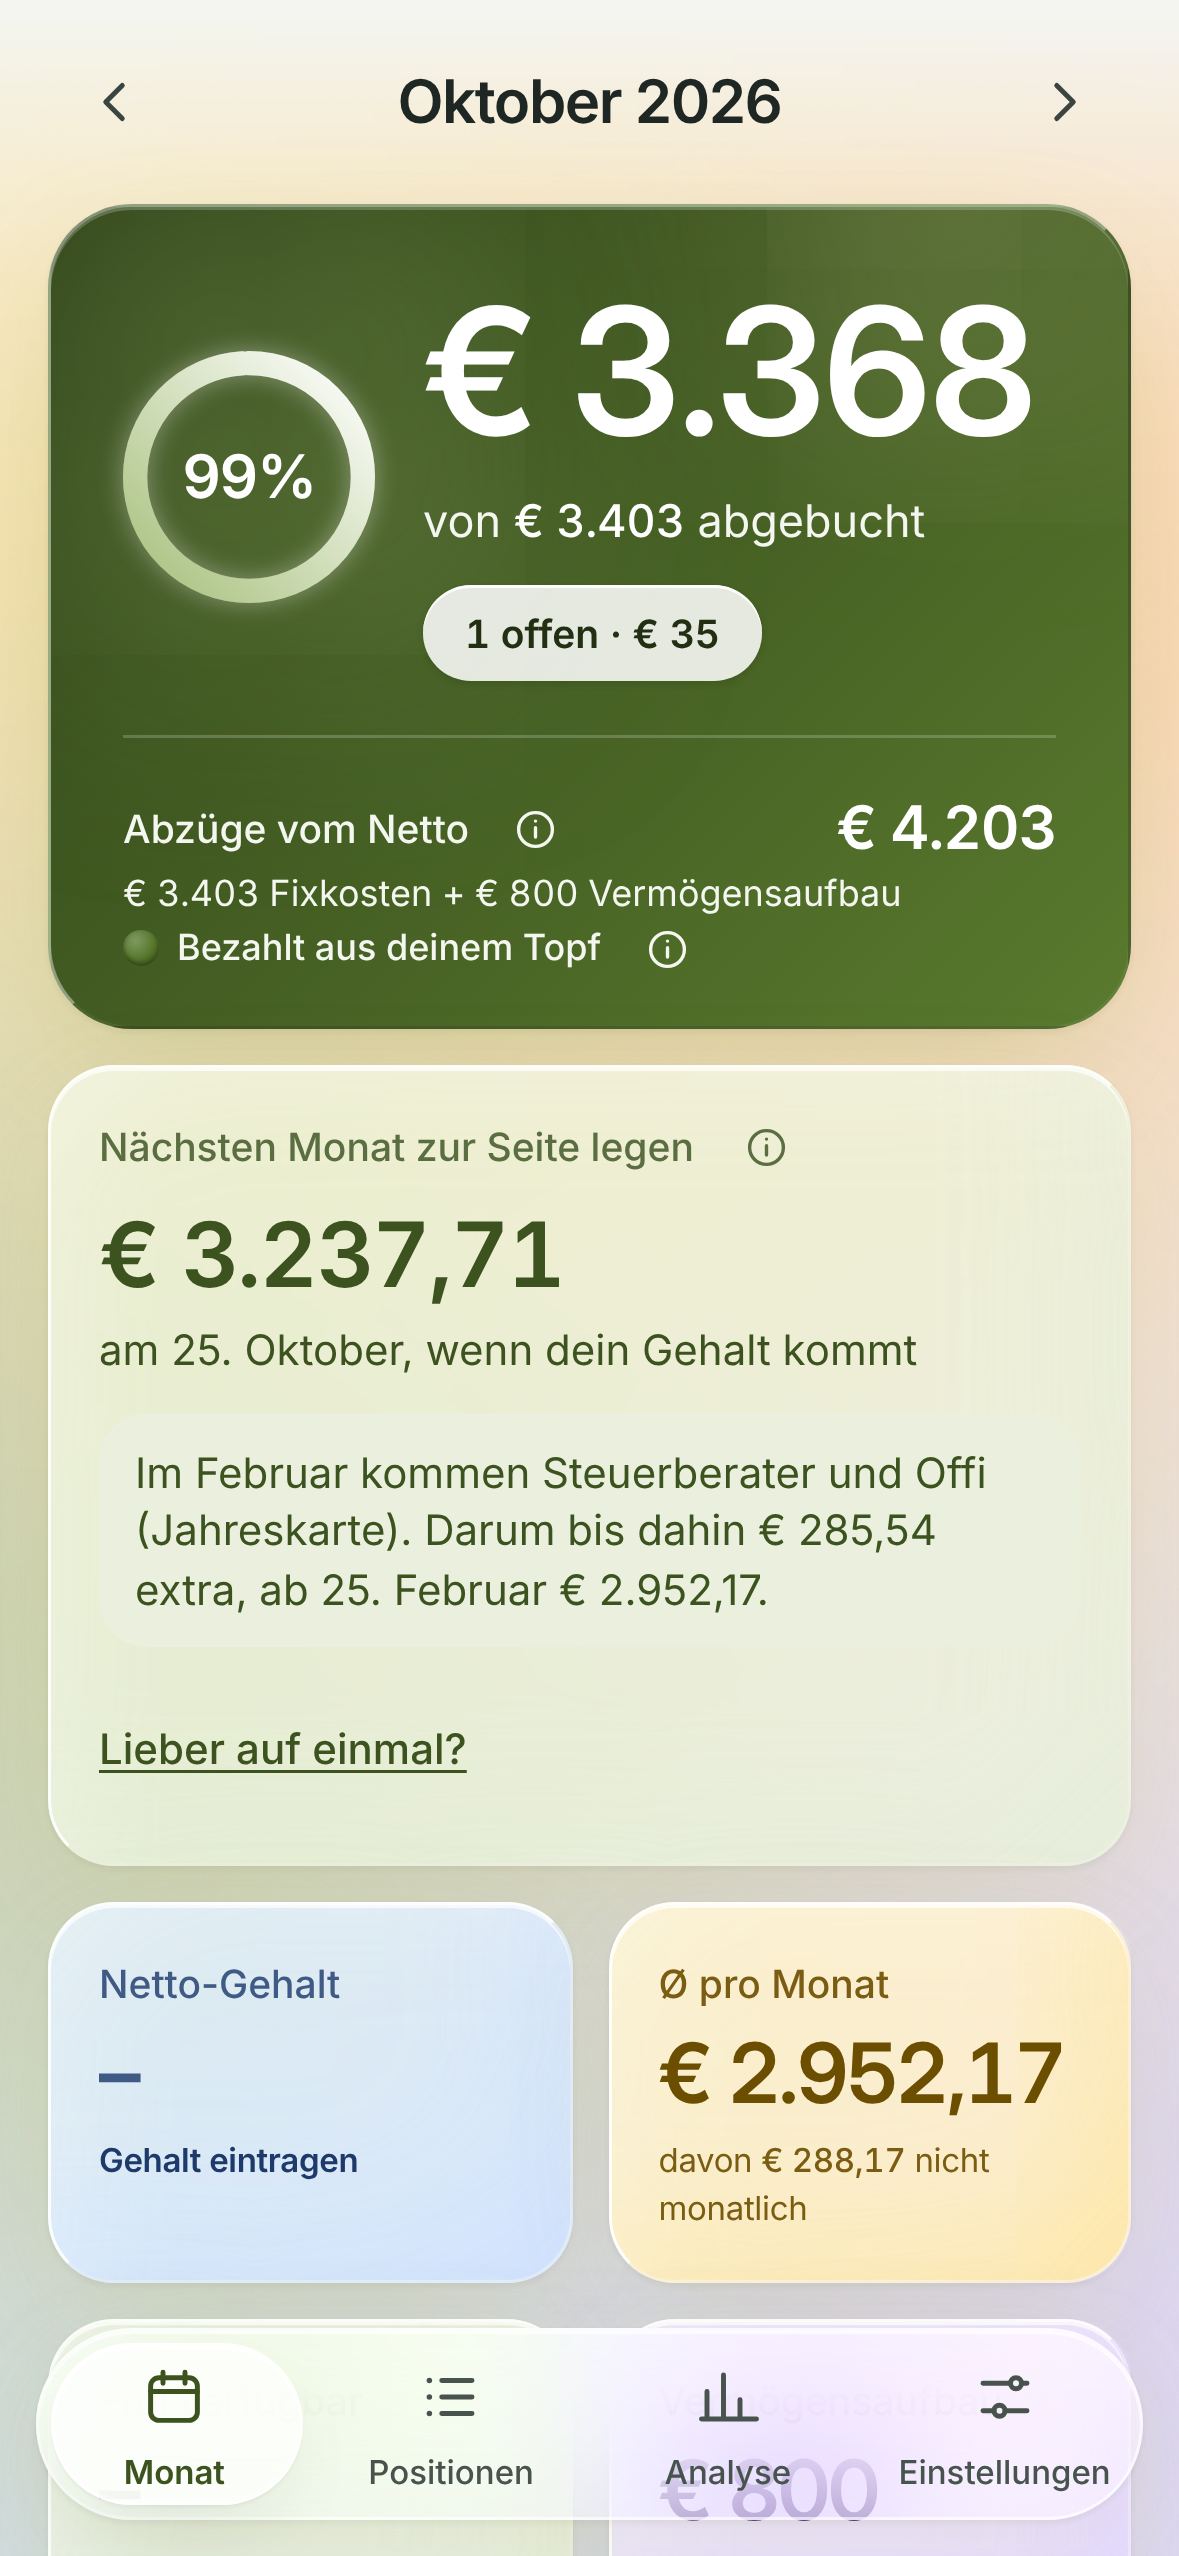 Oktober 2026
99%
€ 3.368
von € 3.403 abgebucht
1 offen · € 35
Abzüge vom Netto
€ 4.203
€ 3.403 Fixkosten + € 800 Vermögensaufbau
Bezahlt aus deinem Topf
Nächsten Monat zur Seite legen
€ 3.237,71
am 25. Oktober, wenn dein Gehalt kommt
Im Februar kommen Steuerberater und Offi
(Jahreskarte). Darum bis dahin € 285,54
extra, ab 25. Februar € 2.952,17.
Lieber auf einmal?
Netto-Gehalt
–
Gehalt eintragen
Ø pro Monat
€ 2.952,17
davon € 288,17 nicht
monatlich
Vermögensaufbau
€ 800
Monat
Positionen
Analyse
Einstellungen